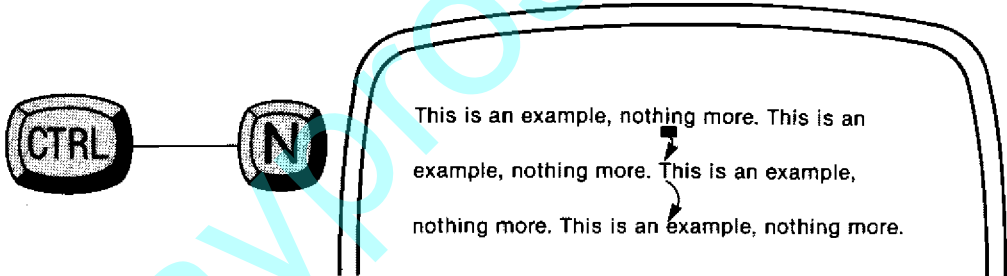 CTRL N
This is an example, nothing more. This is an
example, nothing more. This is an example,
nothing more. This is an example, nothing more.